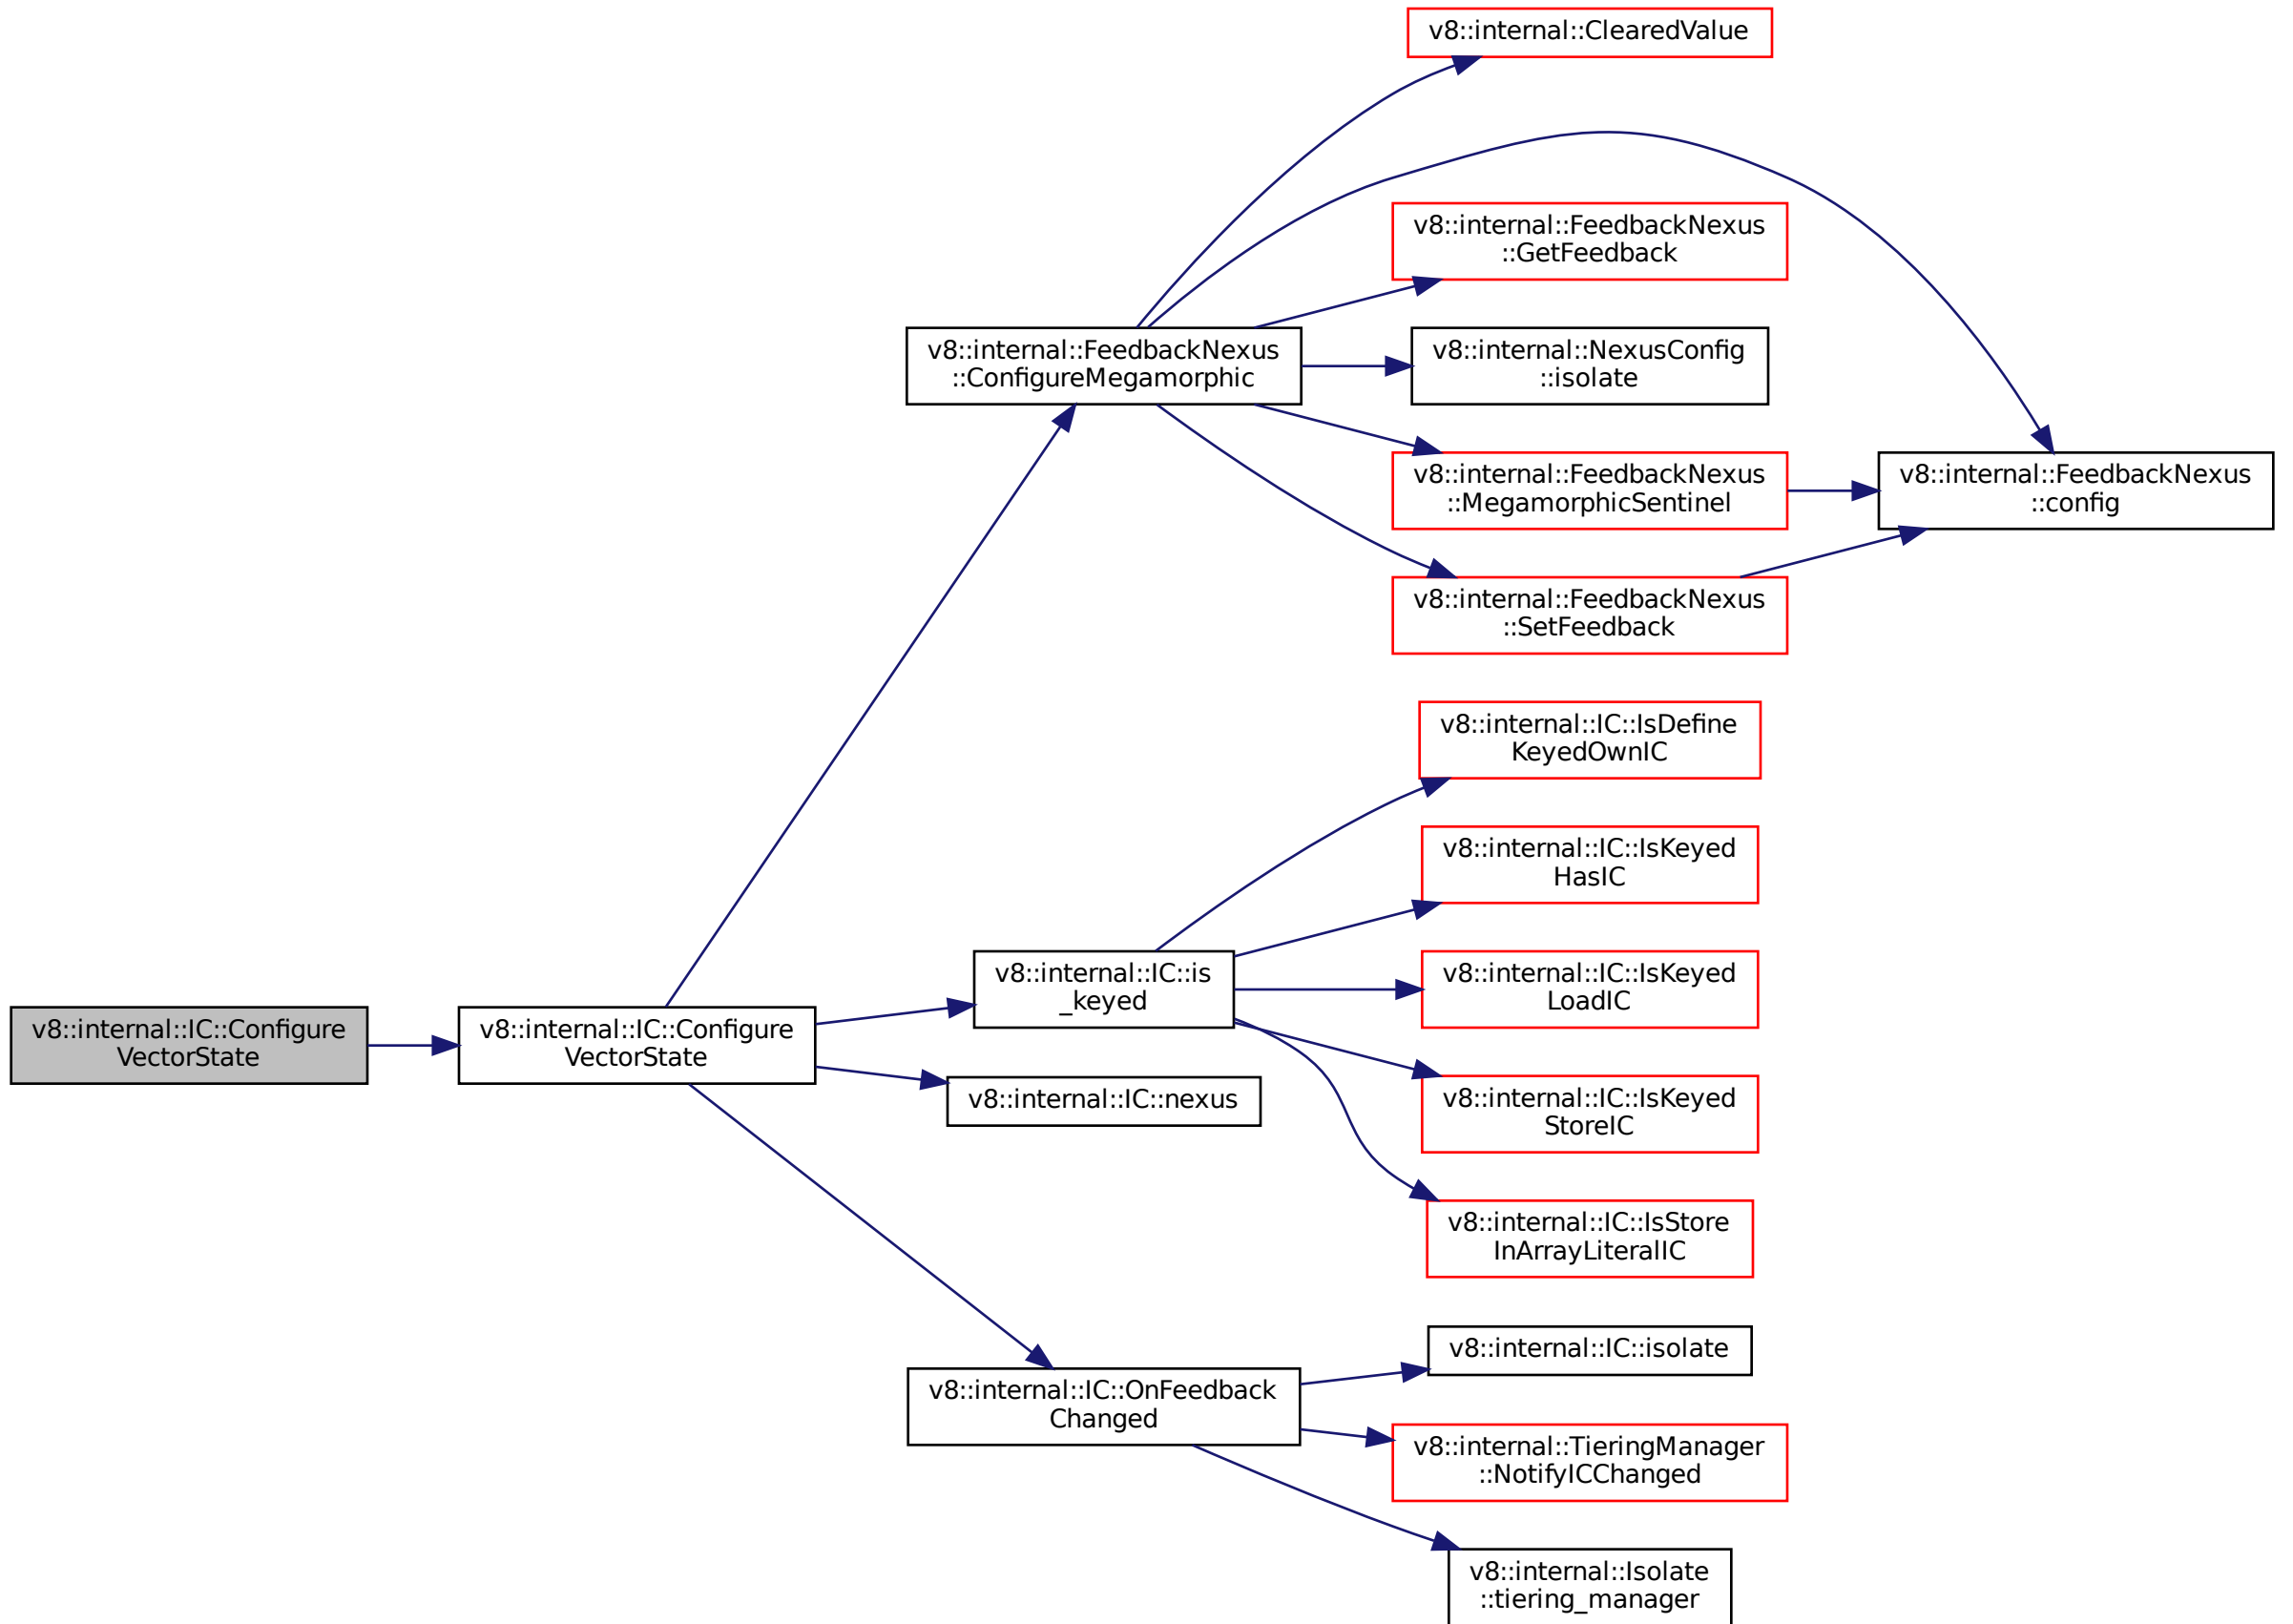 v8::internal::ClearedValue
v8::internal::FeedbackNexus
::GetFeedback
v8::internal::FeedbackNexus
::ConfigureMegamorphic
v8::internal::NexusConfig
::isolate
v8::internal::FeedbackNexus
::MegamorphicSentinel
v8::internal::FeedbackNexus
::config
v8::internal::FeedbackNexus
::SetFeedback
v8::internal::IC::IsDefine
KeyedOwnIC
v8::internal::IC::IsKeyed
HasIC
v8::internal::IC::is
_keyed
v8::internal::IC::IsKeyed
LoadIC
v8::internal::IC::Configure
VectorState
v8::internal::IC::Configure
VectorState
v8::internal::IC::nexus
v8::internal::IC::IsKeyed
StoreIC
v8::internal::IC::IsStore
InArrayLiteralIC
v8::internal::IC::isolate
v8::internal::IC::OnFeedback
Changed
v8::internal::TieringManager
::NotifyICChanged
v8::internal::Isolate
::tiering_manager